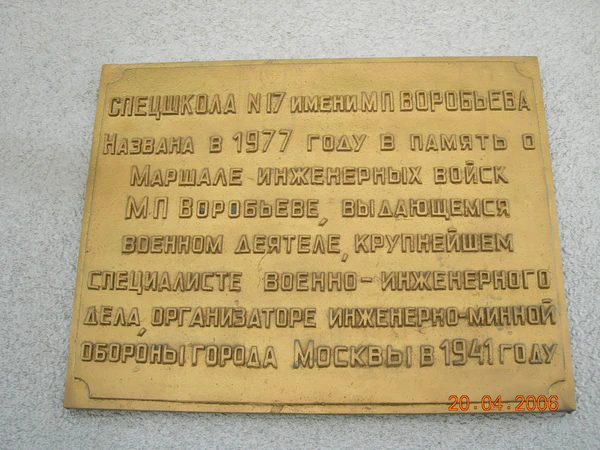 СПЕЦШКОЛА N 17 ИМЕНИ М П ВОРОБЬЕВА
НАЗВАНА В 1977 ГОДУ В ПАМЯТЬ О
МАРШАЛЕ ИНЖЕНЕРНЫХ ВОЙСК
М П ВОРОБЬЕВЕ, ВЫДАЮЩЕМСЯ
ВОЕННОМ ДЕЯТЕЛЕ, КРУПНЕЙШЕМ
СПЕЦИАЛИСТЕ ВОЕННО-ИНЖЕНЕРНОГО
ДЕЛА, ОРГАНИЗАТОРЕ ИНЖЕНЕРНО-МИННОЙ
ОБОРОНЫ ГОРОДА МОСКВЫ В 1941 ГОДУ
20.04.2006